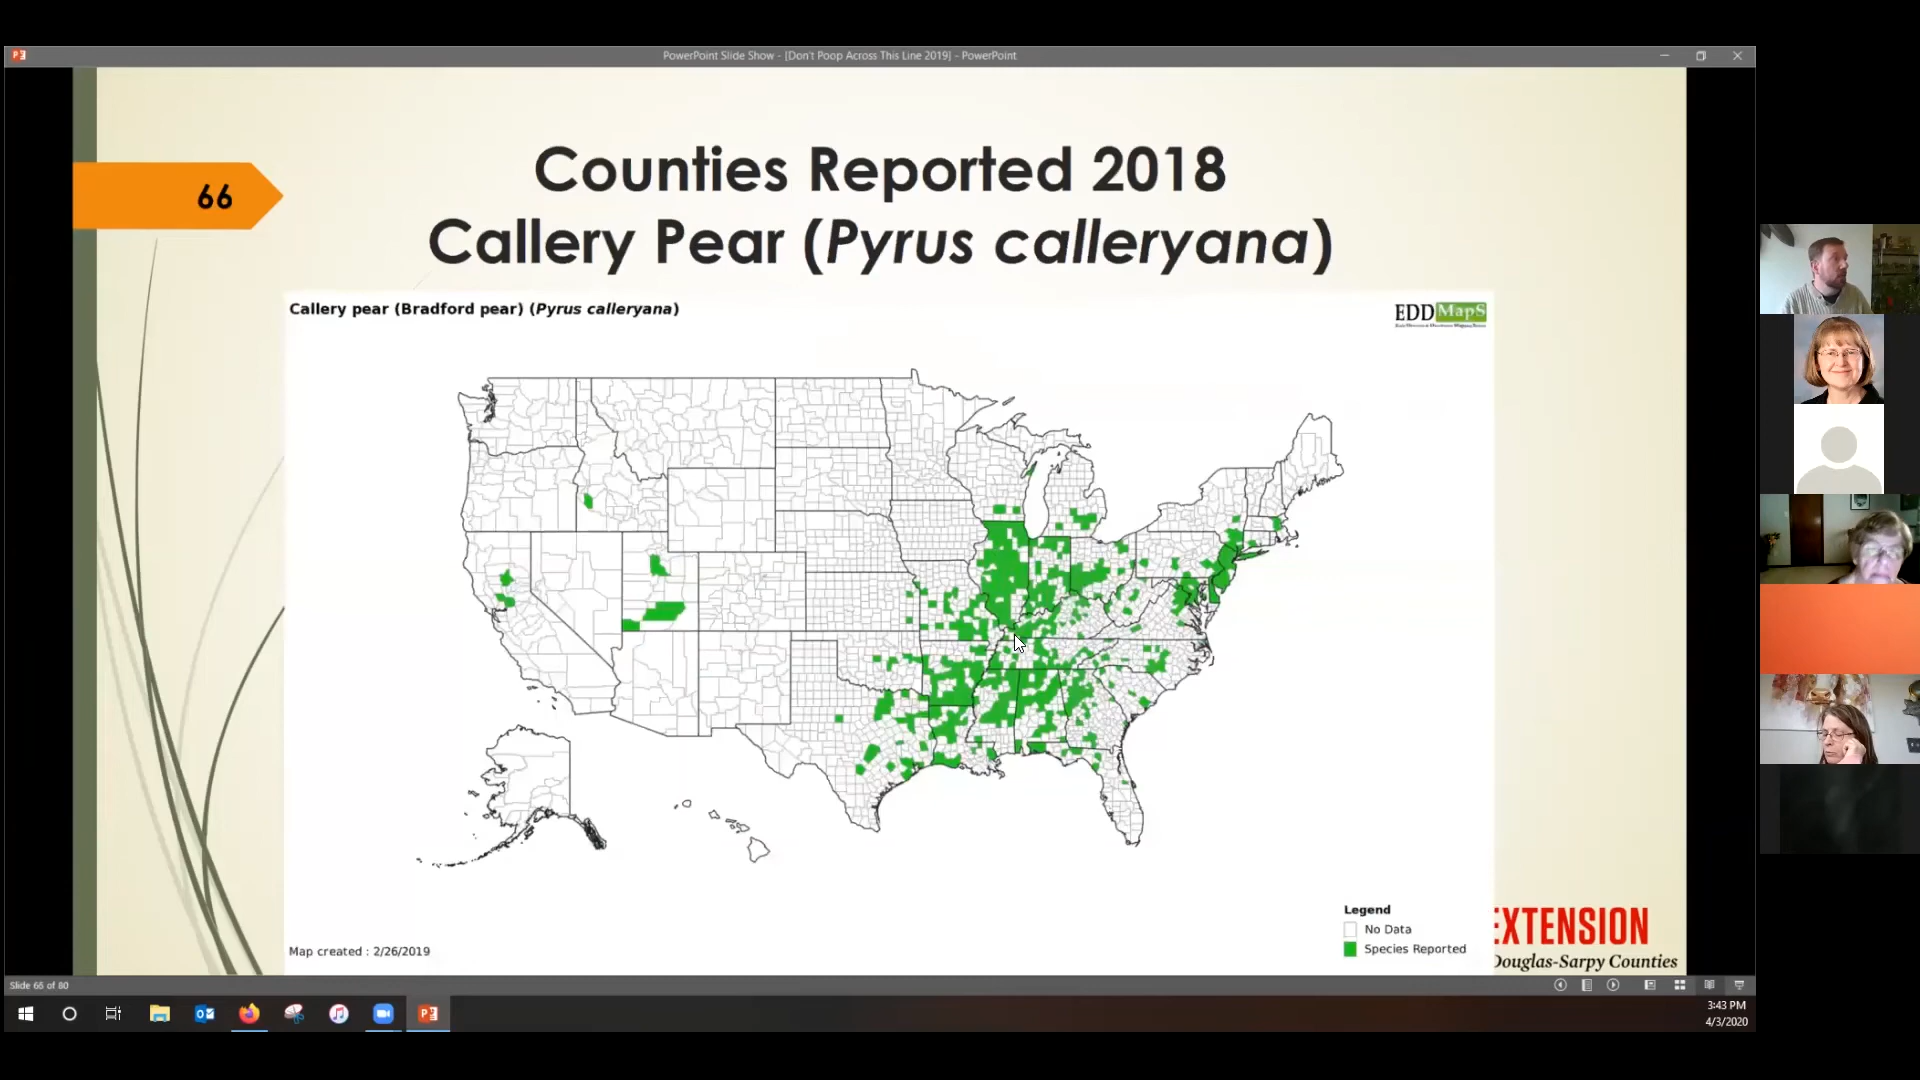 PowerPoint Slide Show - [Don't Poop Across This Line 2019] - PowerPoint
66
Counties Reported 2018
Callery Pear (Pyrus calleryana)
Callery pear (Bradford pear) (Pyrus calleryana)
EDDMapS
Legend
No Data
Species Reported
Map created : 2/26/2019
EXTENSION
Douglas-Sarpy Counties
Slide 66 of 80
3:43 PM
4/3/2020